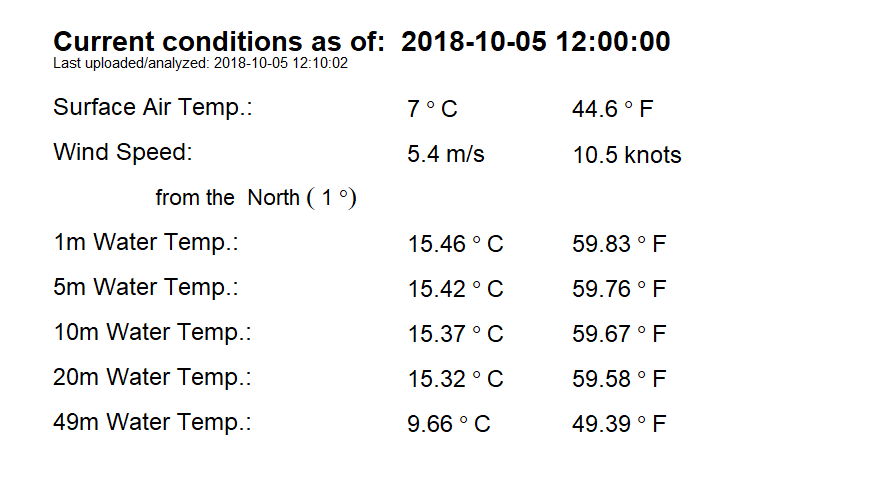 Current conditions as of:  2018-10-05 12:00:00
Last uploaded/analyzed: 2018-10-05 12:10:02
Surface Air Temp.: 7 ° C 44.6 ° F
Wind Speed: 5.4 m/s 10.5 knots
from the  North ( 1 °)
1m Water Temp.: 15.46 ° C 59.83 ° F
5m Water Temp.: 15.42 ° C 59.76 ° F
10m Water Temp.: 15.37 ° C 59.67 ° F
20m Water Temp.: 15.32 ° C 59.58 ° F
49m Water Temp.: 9.66 ° C 49.39 ° F